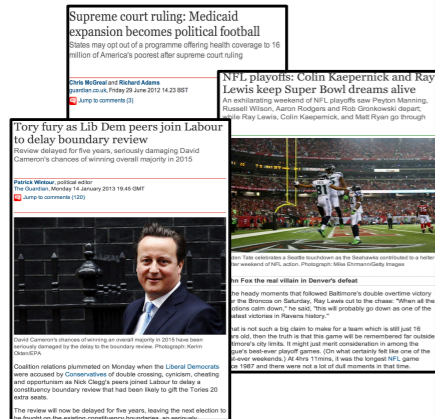 Supreme court ruling: Medicaid
expansion becomes political football
States may opt out of a programme offering health coverage to 16
million of America's poorest after supreme court ruling
Chris McGreal and Richard Adams
guardian.co.uk, Friday 29 June 2012 14.23 BST
Jump to comments (3)
NFL playoffs: Colin Kaepernick and Ray
Lewis keep Super Bowl dreams alive
An exhilarating weekend of NFL playoffs saw Peyton Manning,
Russell Wilson, Aaron Rodgers and Rob Gronkowski depart;
while Ray Lewis, Colin Kaepernick, and Matt Ryan go through
den Tate celebrates a Seattle touchdown as the Seahawks contributed to a helter
ter weekend of NFL action. Photograph: Mike Ehrmann/Getty Images
hn Fox the real villain in Denver's defeat
the heady moments that followed Baltimore's double overtime victory
er the Broncos on Saturday, Ray Lewis cut to the chase: "When all the
otions calm down," he said, "this will probably go down as one of the
eatest victories in Ravens history."
hat is not such a big claim to make for a team which is still just 16
ars old, then the truth is that this game will be remembered far outside
ltimore's city limits. It might just merit consideration in among the
gue's best-ever playoff games. (On what certainly felt like one of the
st-ever weekends.) At 4hrs 11mins, it was the longest NFL game
ce 1987 and there were not a lot of dull moments in that time.
Tory fury as Lib Dem peers join Labour
to delay boundary review
Review delayed for five years, seriously damaging David
Cameron's chances of winning overall majority in 2015
Patrick Wintour, political editor
The Guardian, Monday 14 January 2013 19.45 GMT
Jump to comments (120)
David Cameron's chances of winning an overall majority in 2015 have been
seriously damaged by the delay to the boundary review. Photograph: Kerim
Okten/EPA
Coalition relations plummeted on Monday when the Liberal Democrats
were accused by Conservatives of double crossing, cynicism, cheating
and opportunism as Nick Clegg's peers joined Labour to delay a
constituency boundary review that had been likely to gift the Tories 20
extra seats.
The review will now be delayed for five years, leaving the next election to
be fought on the existing constituency boundaries, so seriously